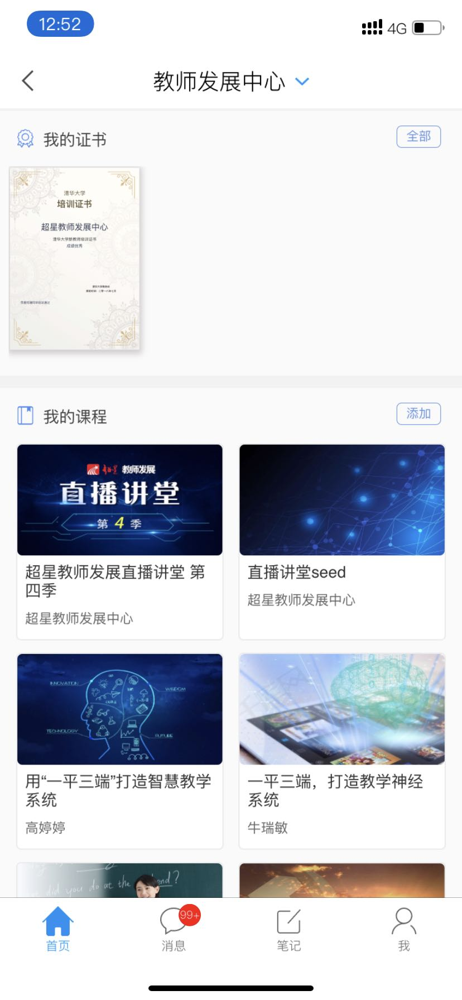 12:52
4G
教师发展中心
我的证书
全部
清华大学
培训证书
超星教师发展中心
清华大学新教师培训证书
成绩优秀
我的课程
添加
教师发展
直播讲堂
第 4 季
超星教师发展直播讲堂 第
四季
超星教师发展中心
直播讲堂seed
超星教师发展中心
INNOVATION
WISDOM
TECHNOLOGY
FUTURE
用“一平三端”打造智慧教学
系统
高婷婷
一平三端，打造教学神经
系统
牛瑞敏
did you do at the
end?
99+
首页
消息
笔记
我